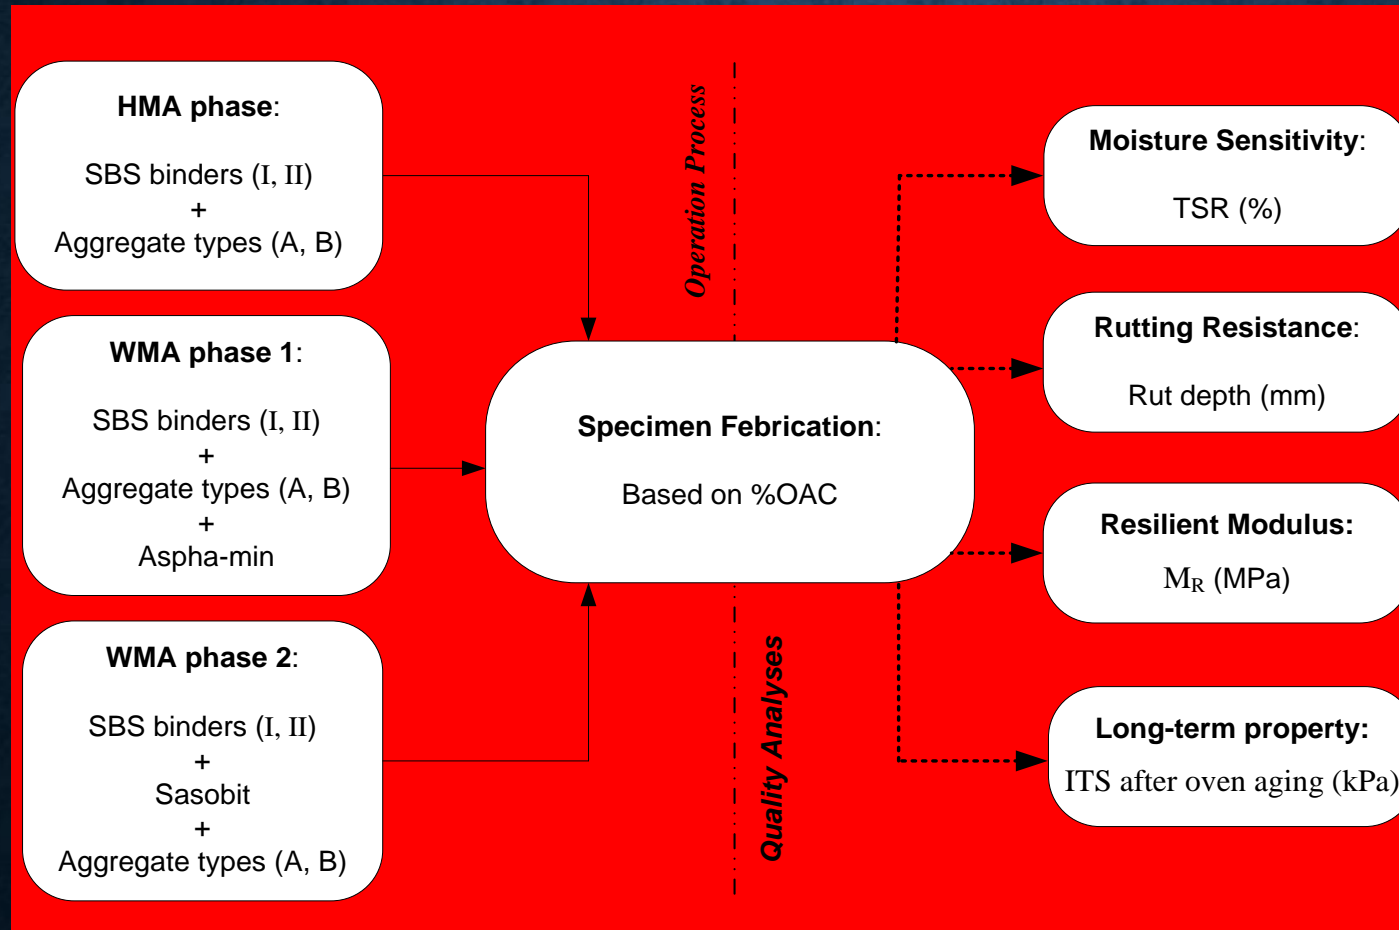 HMA phase:
SBS binders (I, II)
+
Aggregate types (A, B)
WMA phase 1:
SBS binders (I, II)
+
Aggregate types (A, B)
+
Aspha-min
WMA phase 2:
SBS binders (I, II)
+
Sasobit
+
Aggregate types (A, B)
Operation Process
Specimen Febrication:
Based on %OAC
Quality Analyses
Moisture Sensitivity:
TSR (%)
Rutting Resistance:
Rut depth (mm)
Resilient Modulus:
MR (MPa)
Long-term property:
ITS after oven aging (kPa)